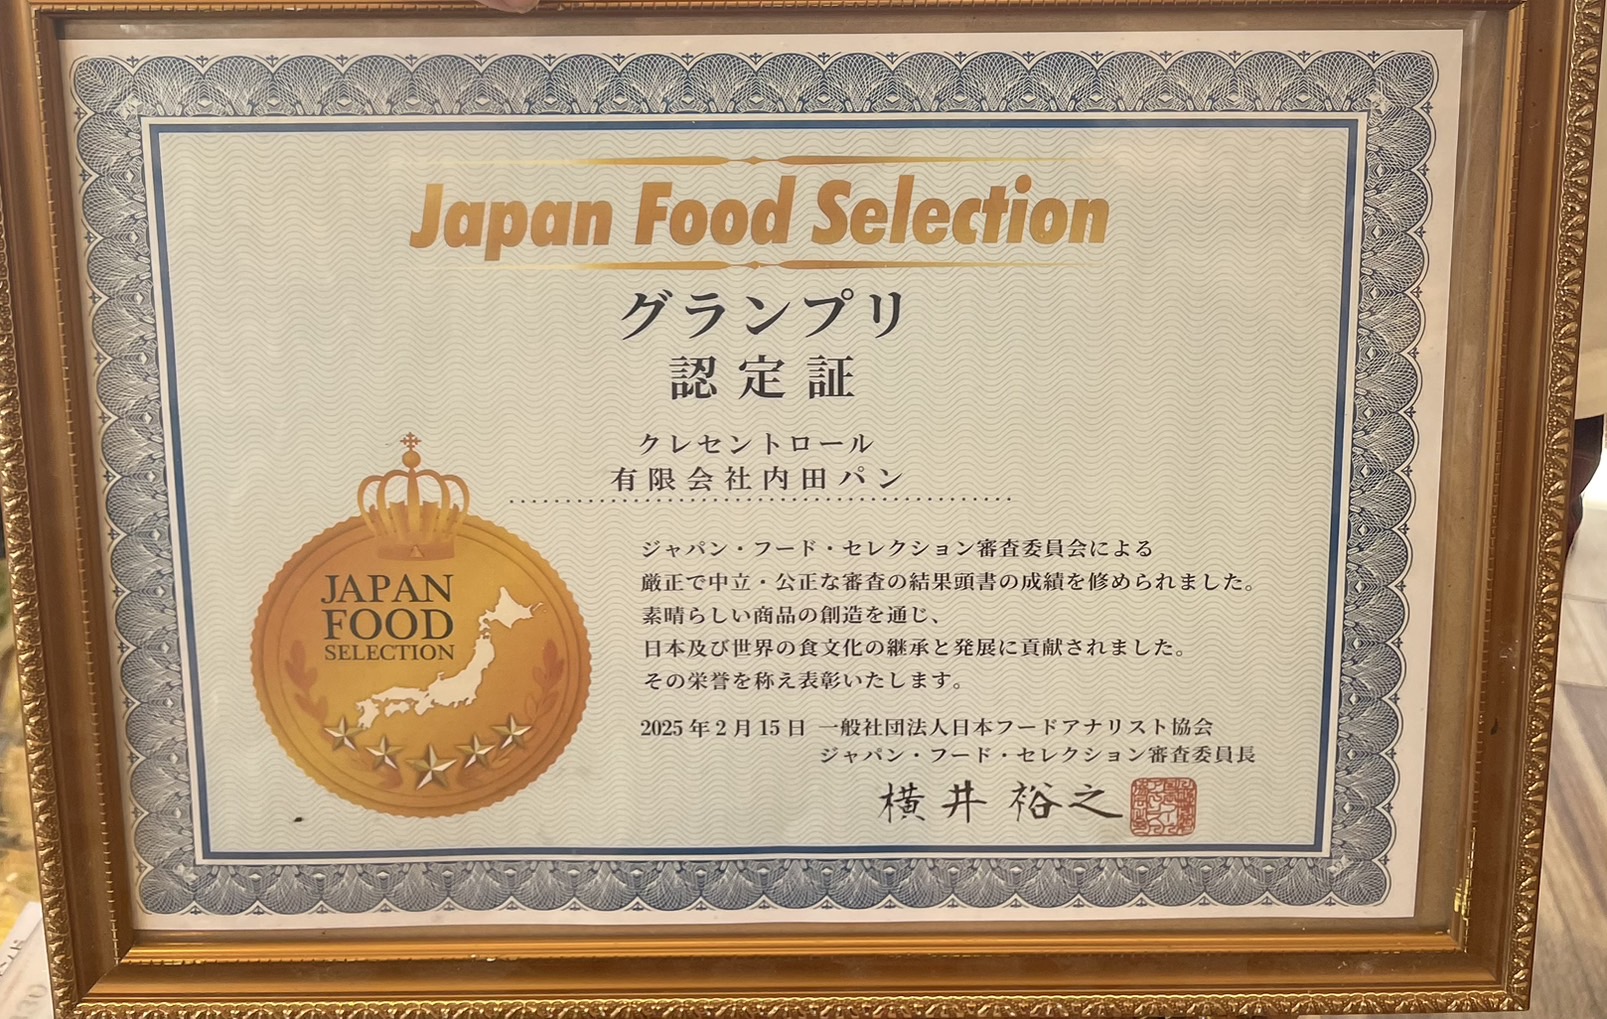 Japan Food Selection
グランプリ
認定証
クレセントロール
有限会社内田パン
JAPAN
FOOD
SELECTION
ジャパン・フード・セレクション審査委員会による
厳正で中立・公正な審査の結果頭書の成績を修められました。
素晴らしい商品の創造を通じ、
日本及び世界の食文化の継承と発展に貢献されました。
その栄誉を称え表彰いたします。
2025年2月15日 一般社団法人日本フードアナリスト協会
ジャパン・フード・セレクション審査委員長
横井 裕之